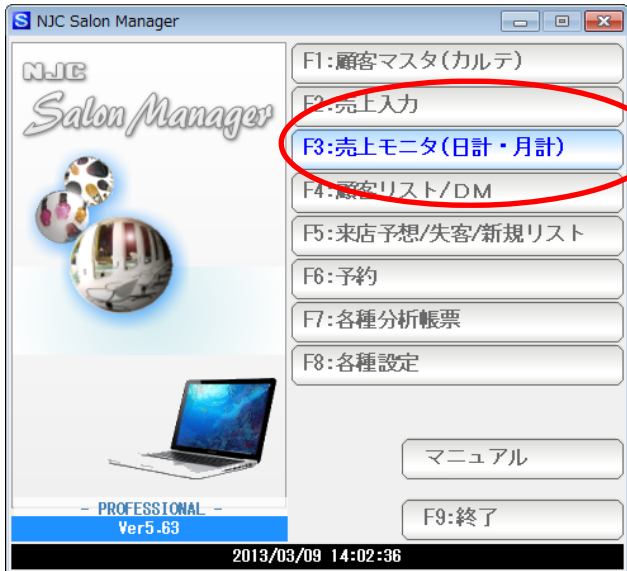 NJC Salon Manager
NJC
Salon Manager
F1:顧客マスタ(カルテ)
F2:売上入力
F3:売上モニタ(日計・月計)
F4:顧客リスト/DM
F5:来店予想/失客/新規リスト
F6:予約
F7:各種分析帳票
F8:各種設定
マニュアル
- PROFESSIONAL -
Ver5.63
F9:終了
2013/03/09 14:02:36